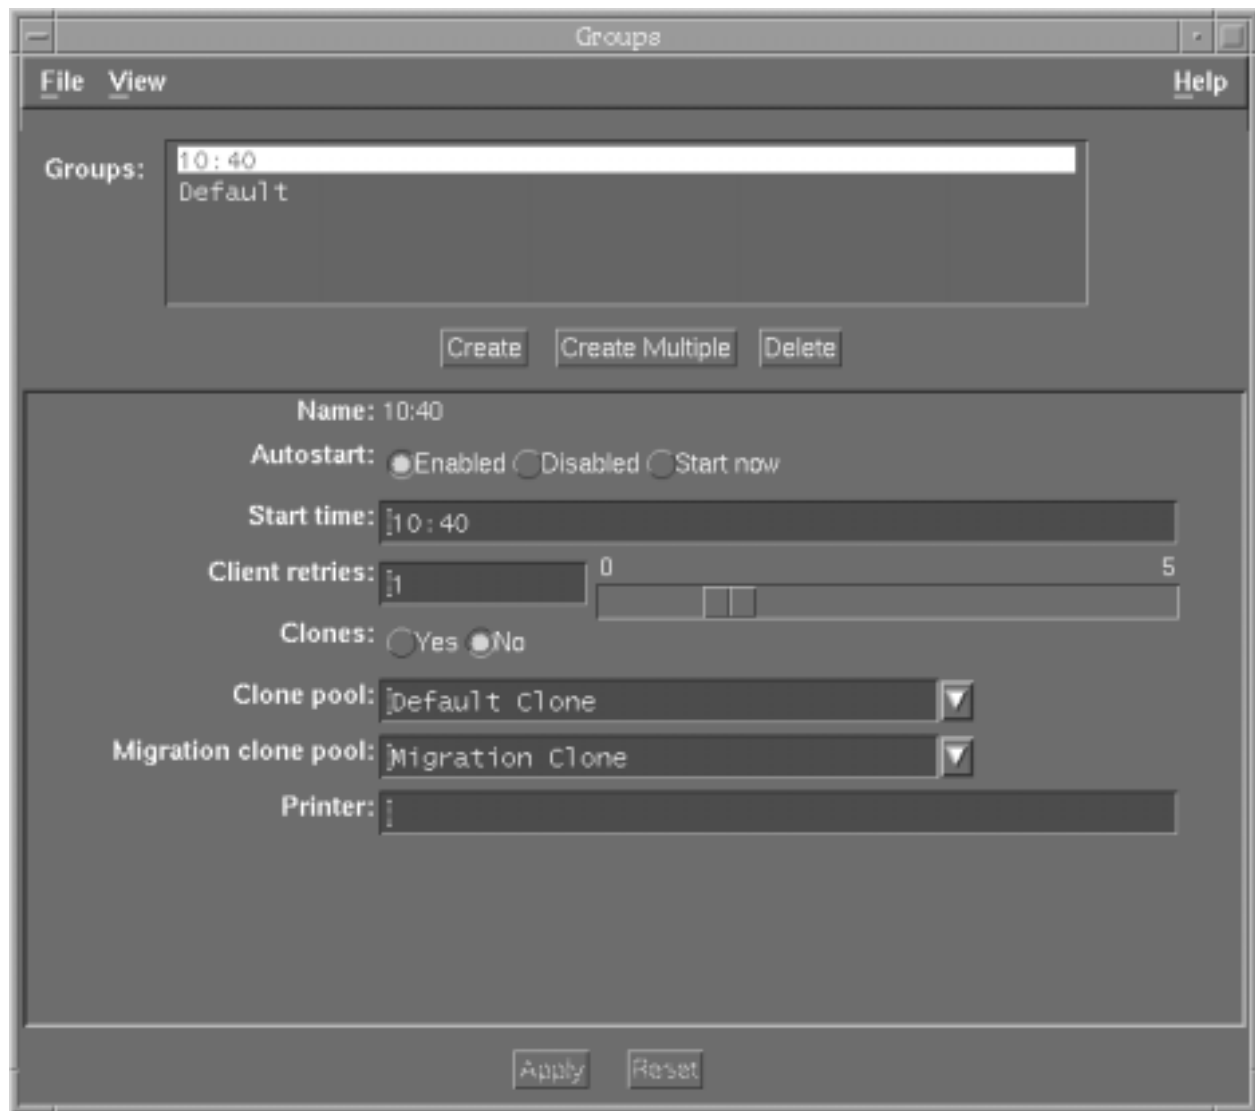 Groups
File View Help
Groups: 10:40
Default
Create Create Multiple Delete
Name: 10:40
Autostart: Enabled Disabled Start now
Start time: 10:40
Client retries: 1 0 5
Clones: Yes No
Clone pool: Default Clone
Migration clone pool: Migration Clone
Printer:
Apply Reset